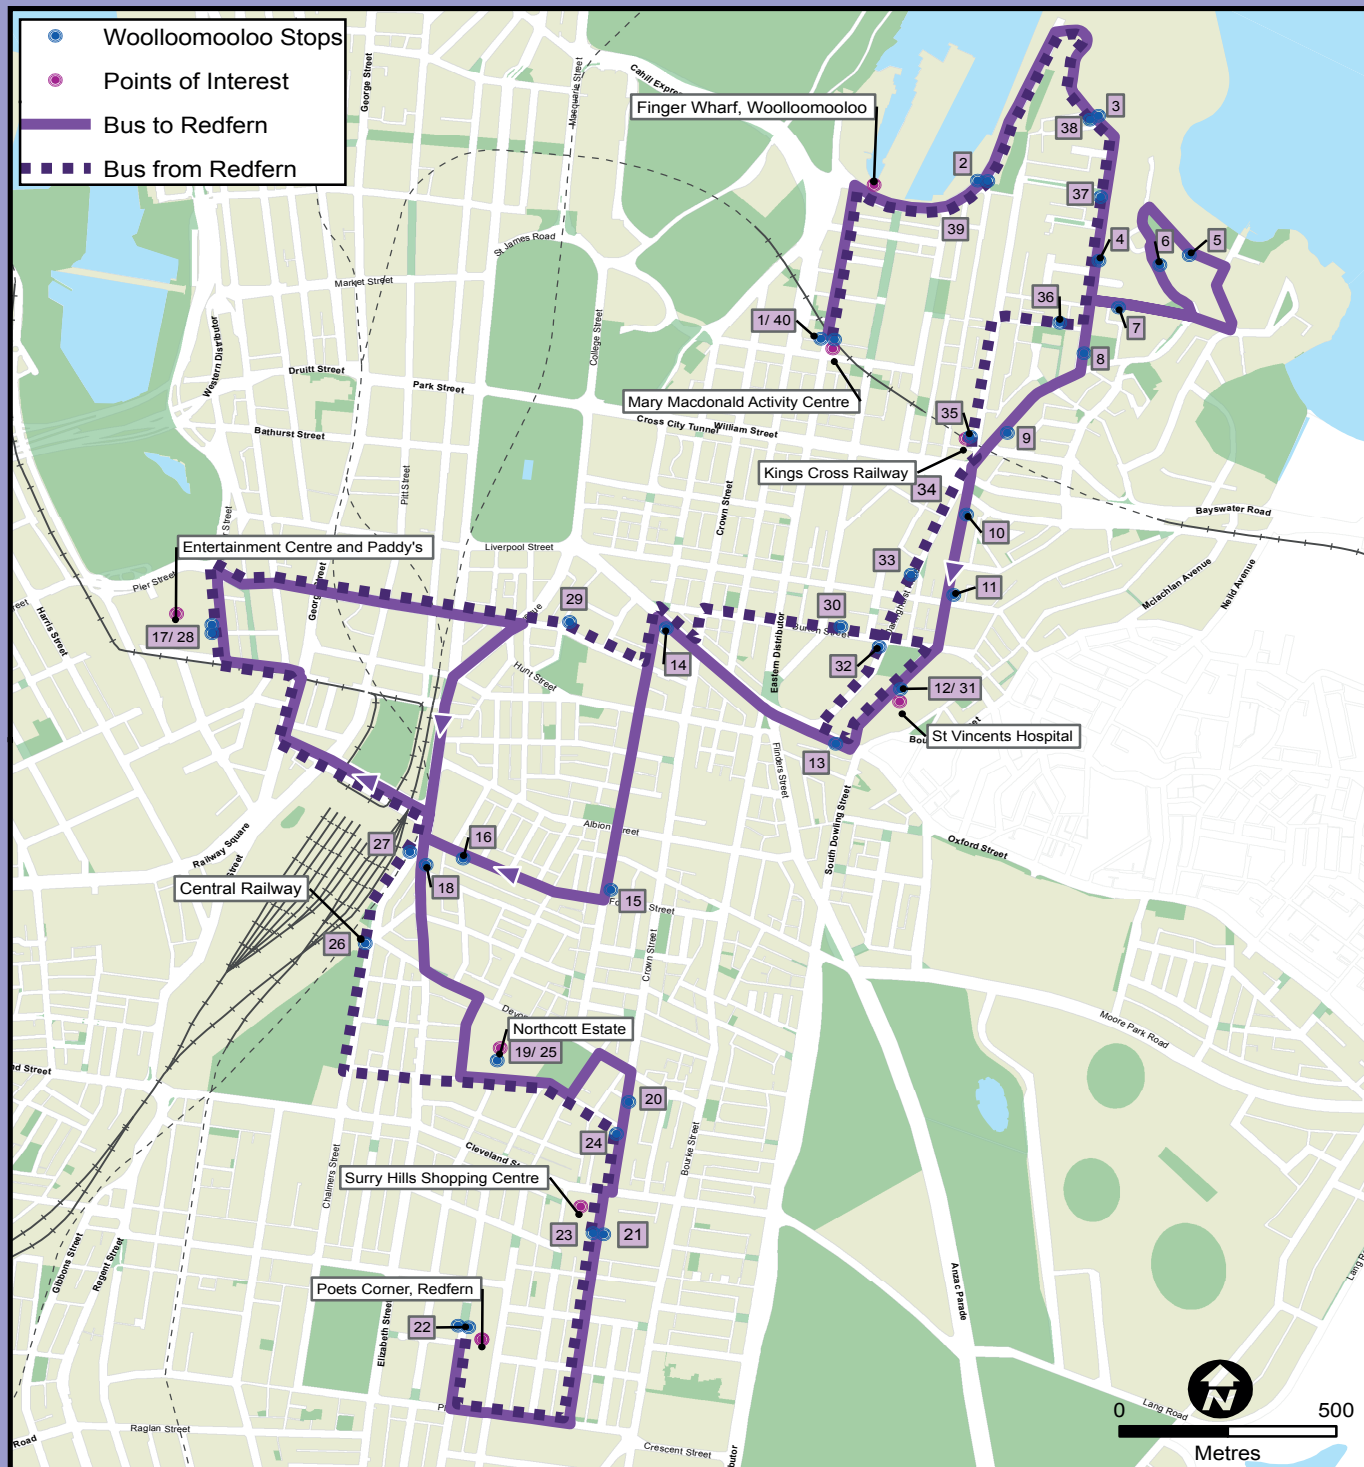 Woolloomooloo Stops
Points of Interest
Bus to Redfern
Bus from Redfern
George Street
Macquarie Street
Finger Wharf, Woolloomooloo
3
38
2
37
39
4
6
5
St James Road
Market Street
36
1/ 40
7
8
Western Distributor
College Street
Druitt Street
Park Street
Mary Macdonald Activity Centre
Cross City Tunnel
William Street
35
9
Bathurst Street
Pitt Street
Kings Cross Railway
34
Crown Street
10
Bayswater Road
Liverpool Street
Entertainment Centre and Paddy's
Pier Street
33
11
Mclachlan Avenue
Neild Avenue
Harris Street
17/ 28
29
30
Burton Street
14
32
Hunt Street
Eastern Distributor
12/ 31
St Vincents Hospital
13
Flinders Street
South Dowling Street
Albion Street
Oxford Street
Railway Square
27
16
18
15
Central Railway
26
Crown Street
Northcott Estate
19/ 25
Moore Park Road
20
24
Bourke Street
Cleveland S
Chalmers Street
Surry Hills Shopping Centre
23
21
Gibbons Street
Regent Street
Anzac Parade
Poets Corner, Redfern
22
Elizabeth Street
Raglan Street
Road
Crescent Street
Lang Road
N
0
500
Metres